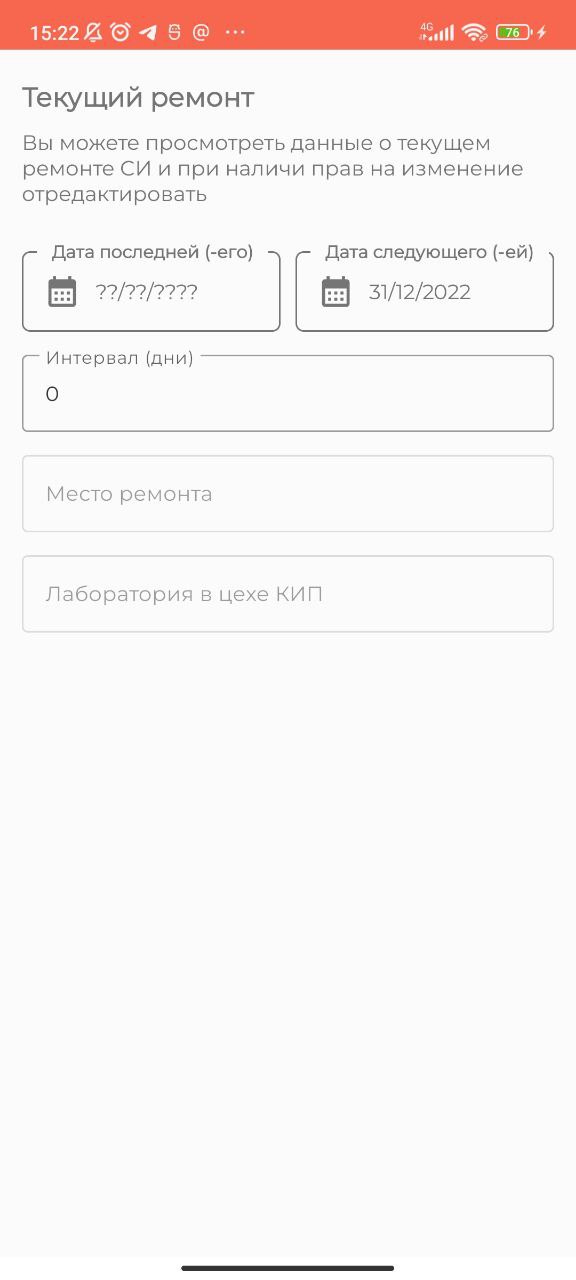 15:22 @ ... 4G 76
Текущий ремонт
Вы можете просмотреть данные о текущем
ремонте СИ и при наличи прав на изменение
отредактировать
Дата последней (-его) Дата следующего (-ей)
??/??/???? 31/12/2022
Интервал (дни)
0
Место ремонта
Лаборатория в цехе КИП